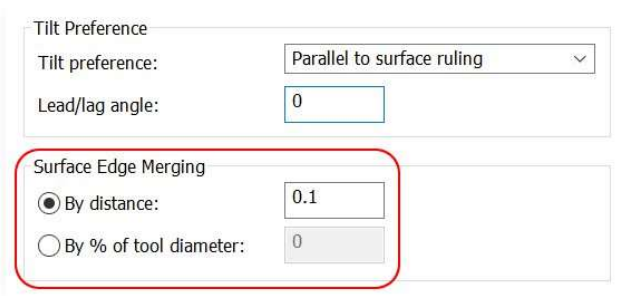 Tilt Preference
Tilt preference: Parallel to surface ruling
Lead/lag angle: 0
Surface Edge Merging
By distance: 0.1
By % of tool diameter: 0